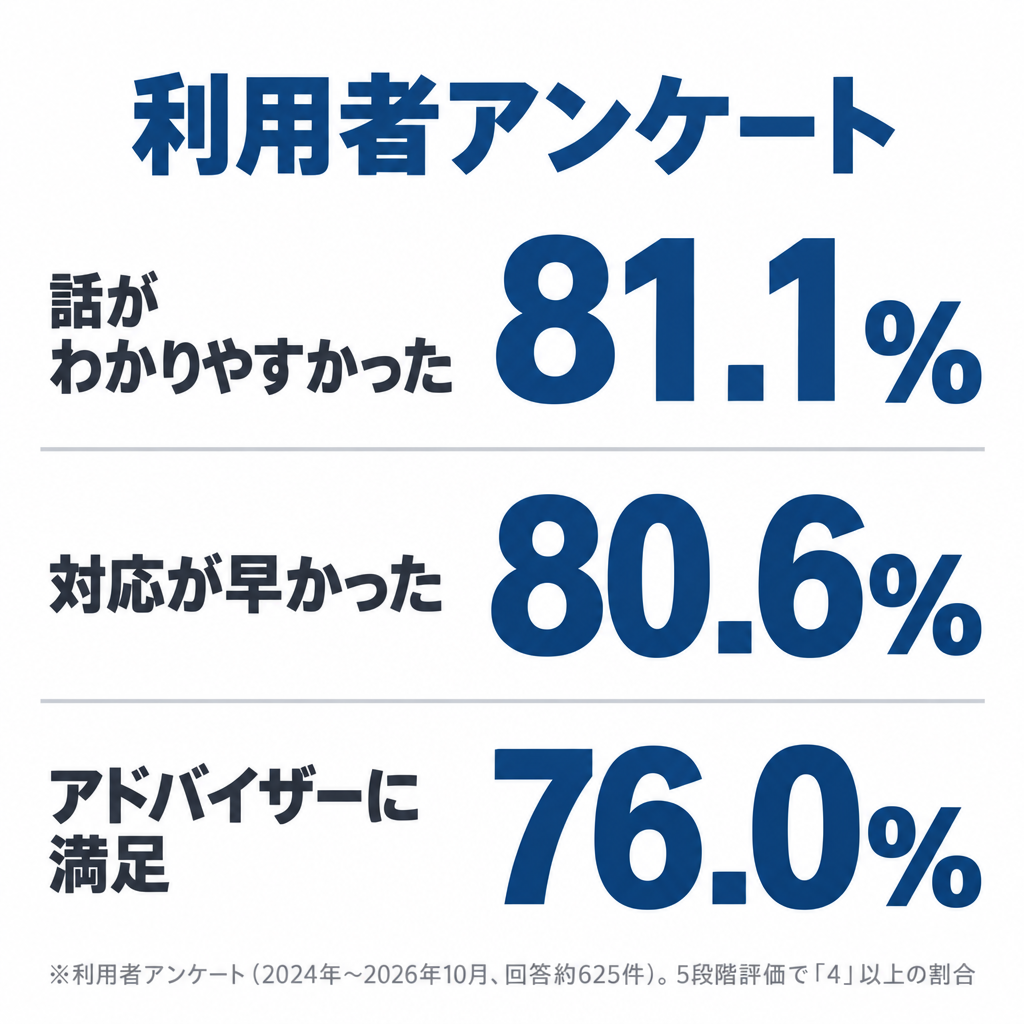 利用者アンケート
話が
わかりやすかった
81.1%
対応が早かった
80.6%
アドバイザーに
満足
76.0%
※利用者アンケート（2024年〜2026年10月、回答約625件）。5段階評価で「4」以上の割合